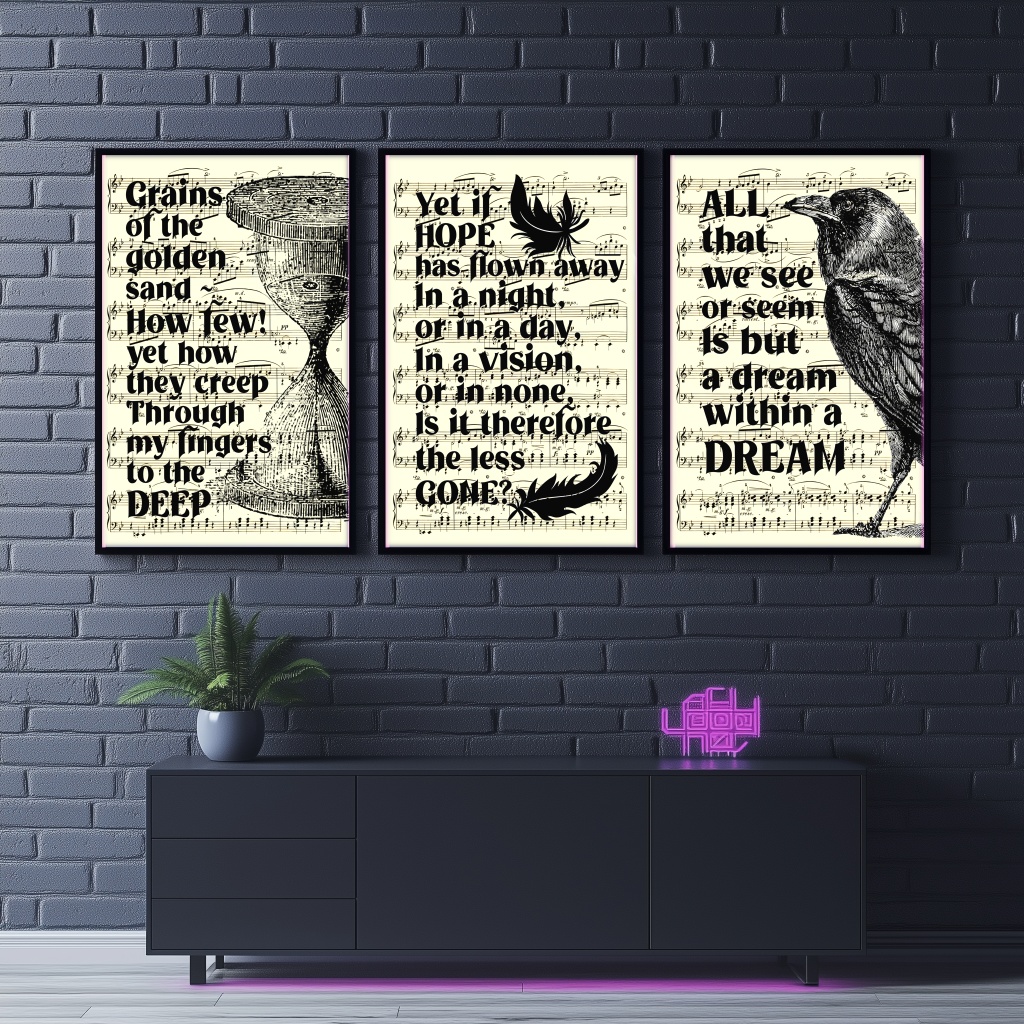 Grains
of the
golden
sand ~
How few!
yet how
they creep
Through
my fingers
to the
DEEP
Yet if
HOPE
has flown away
In a night,
or in a day,
In a vision,
or in none,
Is it therefore
the less
GONE?
ALL
that
we see
or seem
Is but
a dream
within a
DREAM